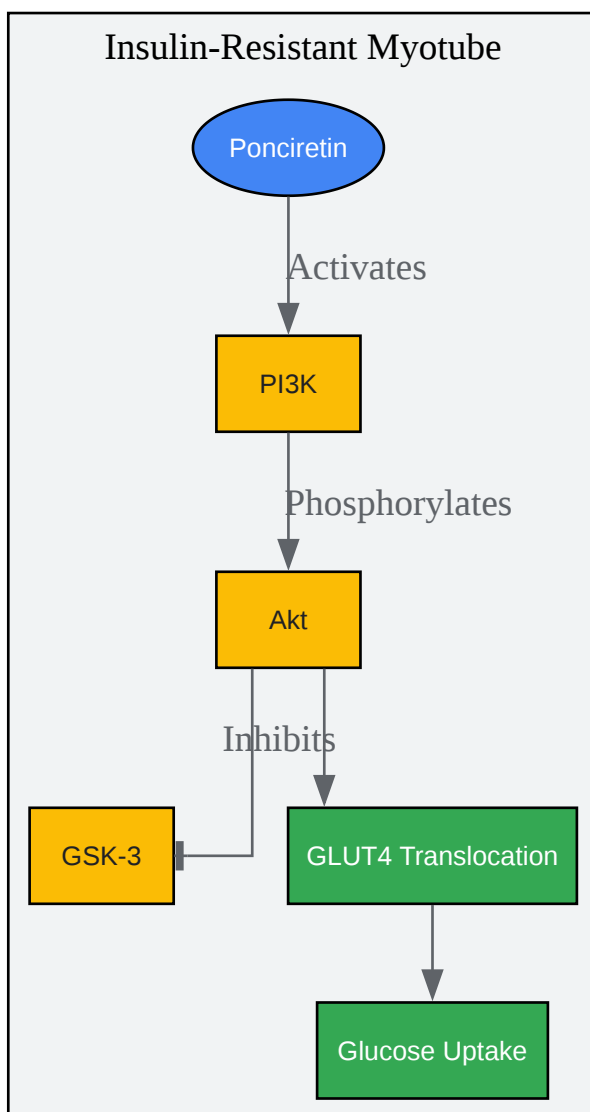 Insulin-Resistant Myotube
Ponciretin
Activates
PI3K
Phosphorylates
Akt
Inhibits
GSK-3
GLUT4 Translocation
Glucose Uptake